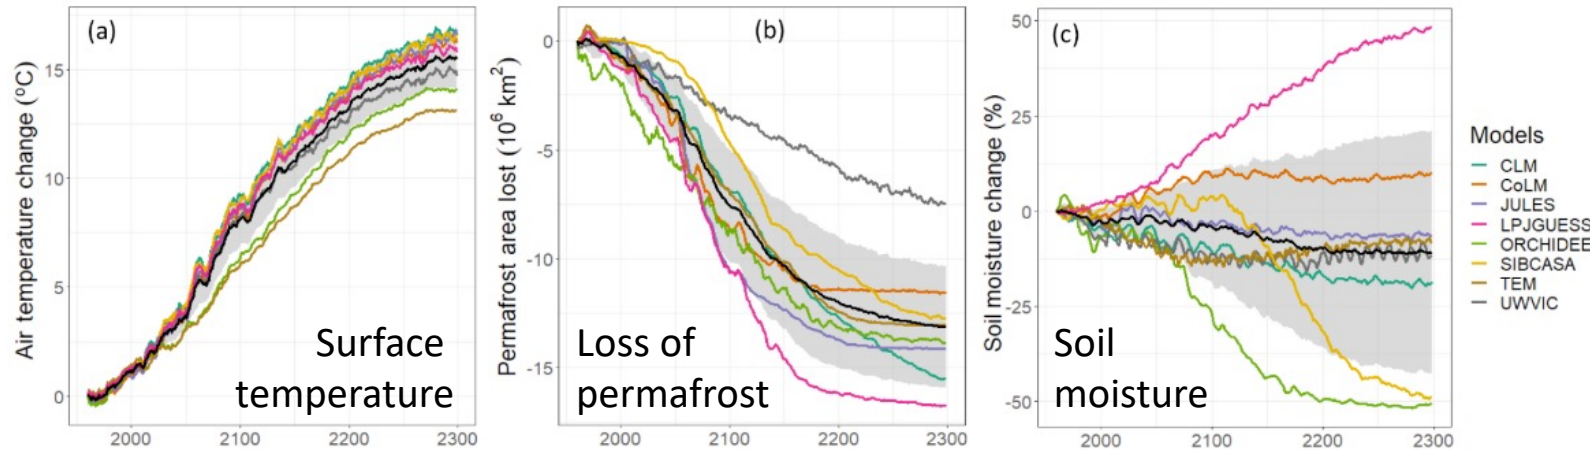 (a)
Air temperature change (°C)
15
10
5
0
2000
2100
2200
2300
Surface
temperature
(b)
Permafrost area lost (10⁶ km²)
0
-5
-10
-15
2000
2100
2200
2300
Loss of
permafrost
(c)
Soil moisture change (%)
50
25
0
-25
-50
2000
2100
2200
2300
Soil
moisture
Models
CLM
CoLM
JULES
LPJGUESS
ORCHIDEE
SIBCASA
TEM
UWVIC